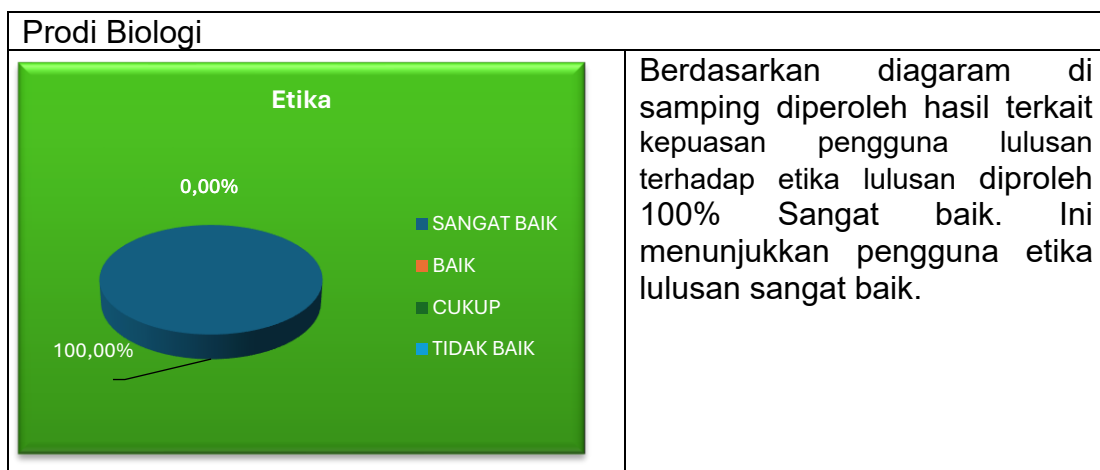 Prodi Biologi
Etika
0,00%
100,00%
SANGAT BAIK
BAIK
CUKUP
TIDAK BAIK
Berdasarkan diagaram di
samping diperoleh hasil terkait
kepuasan pengguna lulusan
terhadap etika lulusan diproleh
100% Sangat baik. Ini
menunjukkan pengguna etika
lulusan sangat baik.